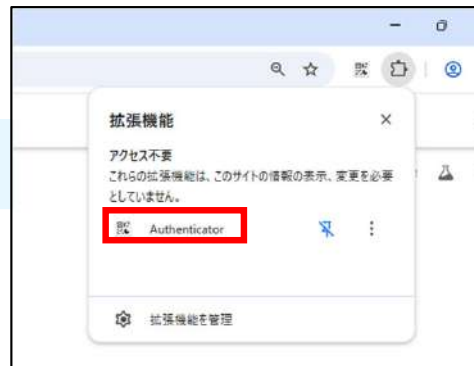 拡張機能
アクセス不要
これらの拡張機能は、このサイトの情報の表示、変更を必要
としていません。
Authenticator
拡張機能を管理